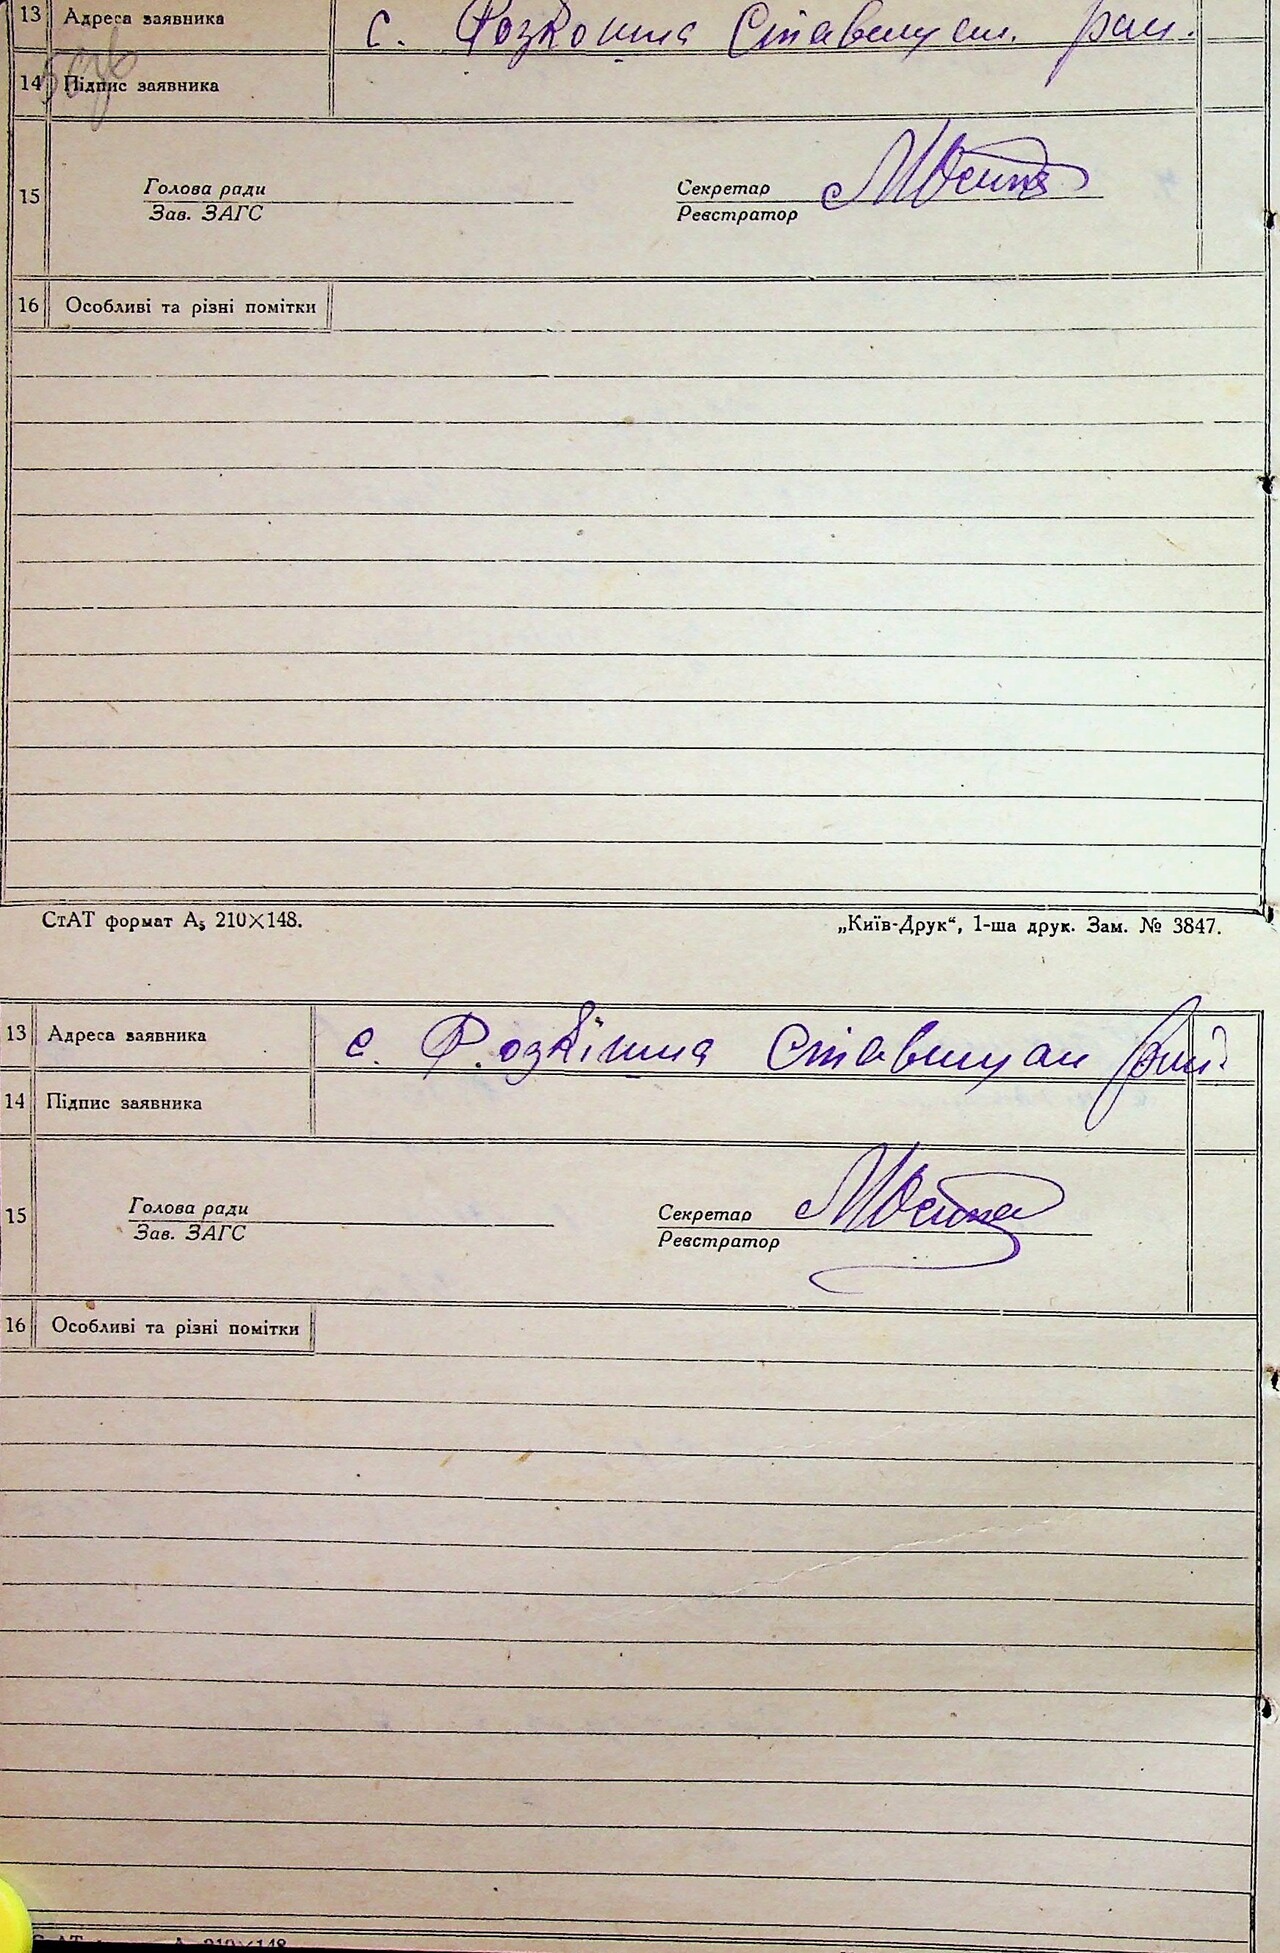 13 Адреса заявника с. Розкошна Ставищан. рай.
14 Підпис заявника
15 Голова ради Секретар
Зав. ЗАГС Реєстратор
16 Особливі та різні помітки
СтАТ формат А₅ 210×148. „Київ-Друк“, 1-ша друк. Зам. № 3847.
13 Адреса заявника с. Розкішна Ставищан рай.
14 Підпис заявника
15 Голова ради Секретар
Зав. ЗАГС Реєстратор
16 Особливі та різні помітки